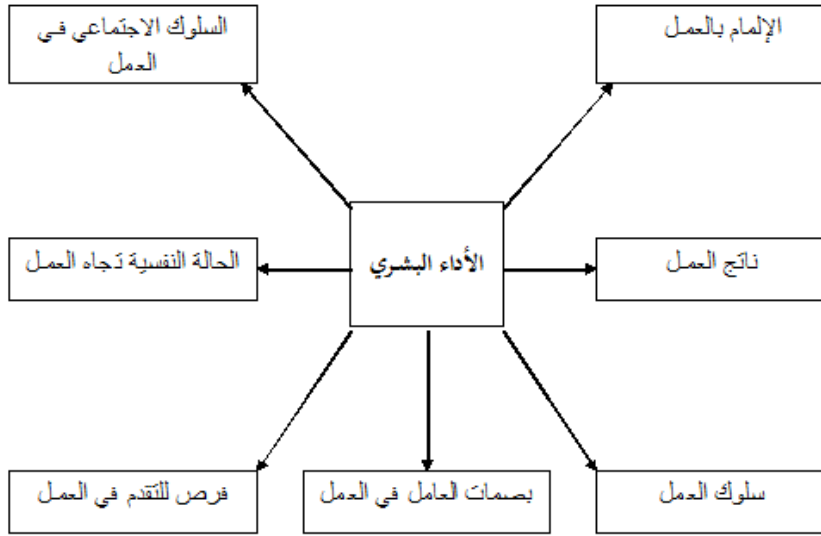 الإلمام بالعمل
السلوك الاجتماعي في
العمل
ناتج العمل
الأداء البشري
الحالة النفسية تجاه العمل
سلوك العمل
بصمات العامل في العمل
فرص للتقدم في العمل